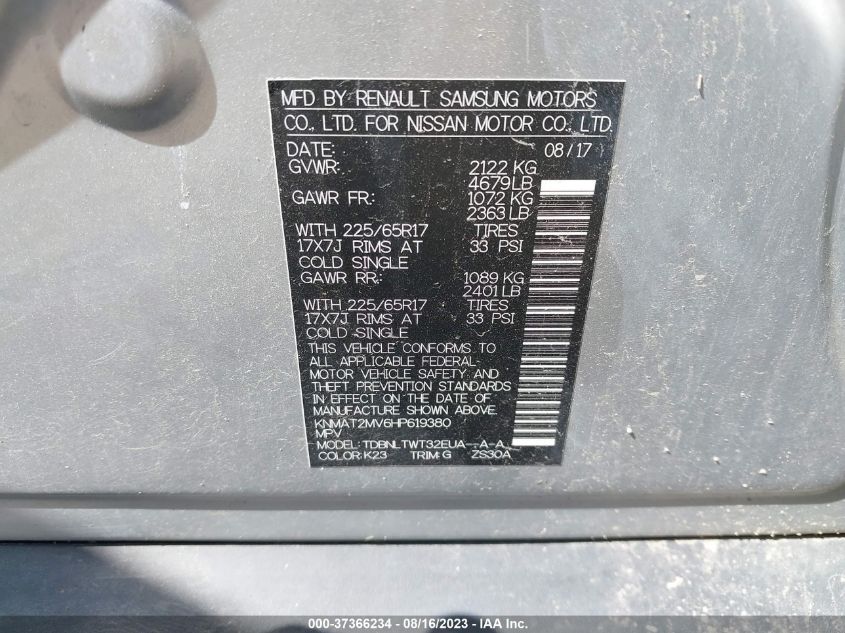 MFD BY RENAULT SAMSUNG MOTORS
CO., LTD. FOR NISSAN MOTOR CO., LTD.
DATE: 08/17
GVWR: 2122 KG
4679LB
GAWR FR: 1072 KG
2363 LB
WITH 225/65R17 TIRES
17X7J RIMS AT 33 PSI
COLD SINGLE
GAWR RR: 1089 KG
2401 LB
WITH 225/65R17 TIRES
17X7J RIMS AT 33 PSI
COLD SINGLE
THIS VEHICLE CONFORMS TO
ALL APPLICABLE FEDERAL
MOTOR VEHICLE SAFETY AND
THEFT PREVENTION STANDARDS
IN EFFECT ON THE DATE OF
MANUFACTURE SHOWN ABOVE.
KNMAT2MV6HP619380
MPV
MODEL: TDBNLTWT32EUA-.A-A..
COLOR: K23 TRIM:G ZS30A
000-37366234 - 08/16/2023 - IAA Inc.